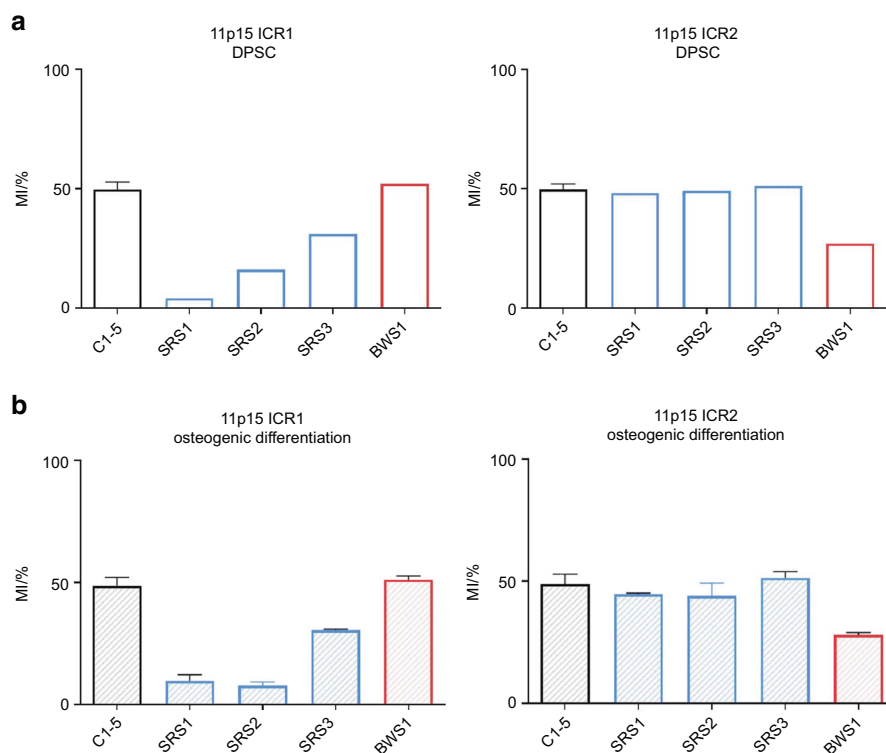 a
11p15 ICR1
DPSC
100
50
0
MI/%
C1-5
SRS1
SRS2
SRS3
BWS1
11p15 ICR2
DPSC
100
50
0
MI/%
C1-5
SRS1
SRS2
SRS3
BWS1
b
11p15 ICR1
osteogenic differentiation
100
50
0
MI/%
C1-5
SRS1
SRS2
SRS3
BWS1
11p15 ICR2
osteogenic differentiation
100
50
0
MI/%
C1-5
SRS1
SRS2
SRS3
BWS1